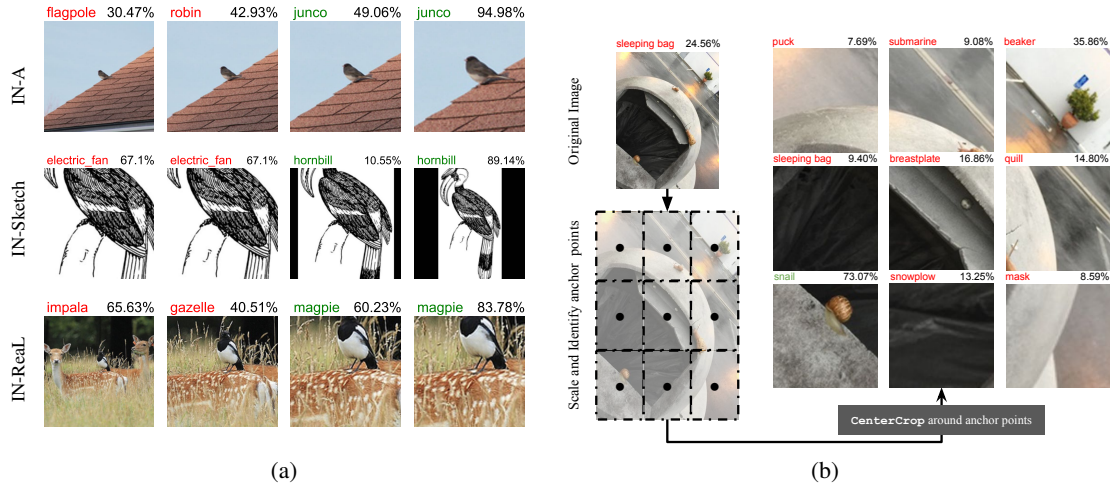 flagpole 30.47% robin 42.93% junco 49.06% junco 94.98%
IN-A
electric_fan 67.1% electric_fan 67.1% hornbill 10.55% hornbill 89.14%
IN-Sketch
impala 65.63% gazelle 40.51% magpie 60.23% magpie 83.78%
IN-ReaL
(a)
Original Image
sleeping bag 24.56%
Scale and Identify anchor points
puck 7.69% submarine 9.08% beaker 35.86%
sleeping bag 9.40% breastplate 16.86% quill 14.80%
snail 73.07% snowplow 13.25% mask 8.59%
CenterCrop around anchor points
(b)